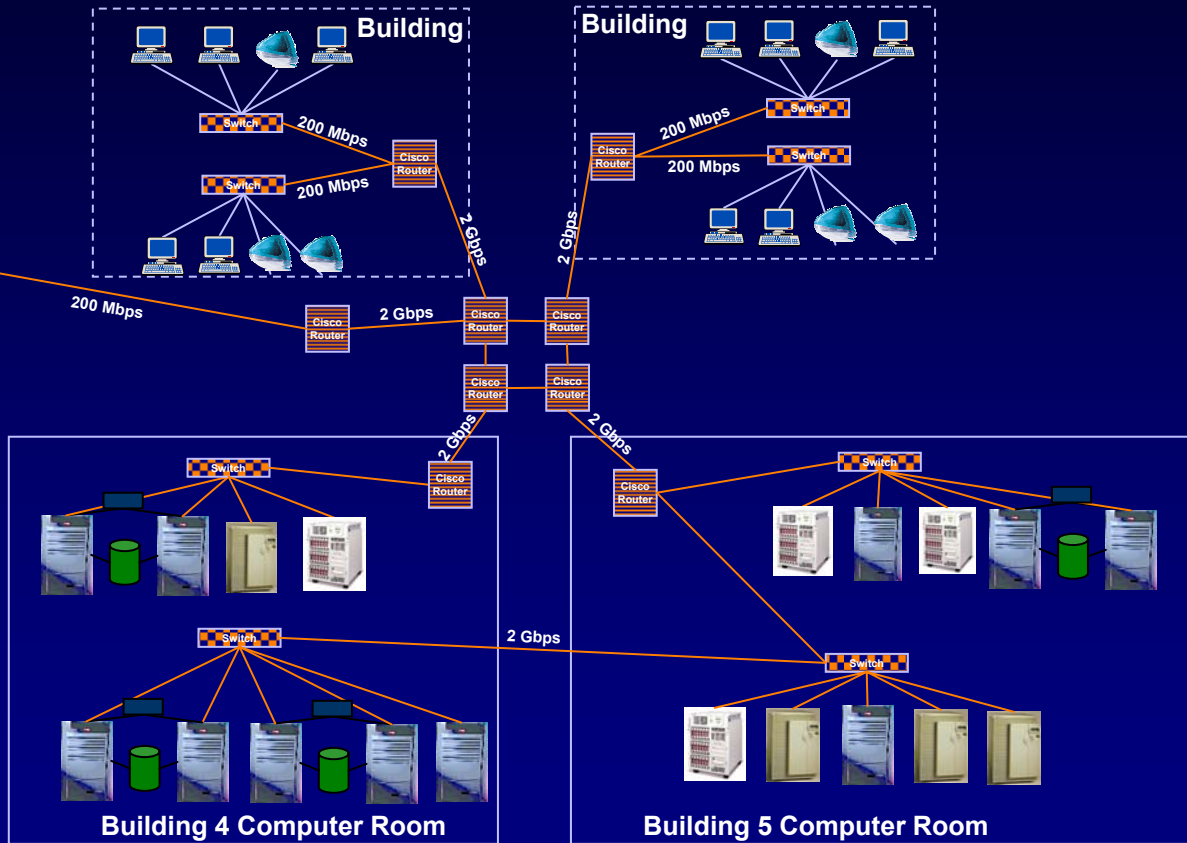 Building
Building
Switch
200 Mbps
Cisco
Router
Switch
200 Mbps
Switch
200 Mbps
Cisco
Router
Switch
200 Mbps
2 Gbps
2 Gbps
200 Mbps
Cisco
Router
2 Gbps
Cisco
Router
Cisco
Router
Cisco
Router
Cisco
Router
2 Gbps
2 Gbps
Switch
Cisco
Router
Switch
Cisco
Router
Switch
2 Gbps
Switch
Building 4 Computer Room
Building 5 Computer Room